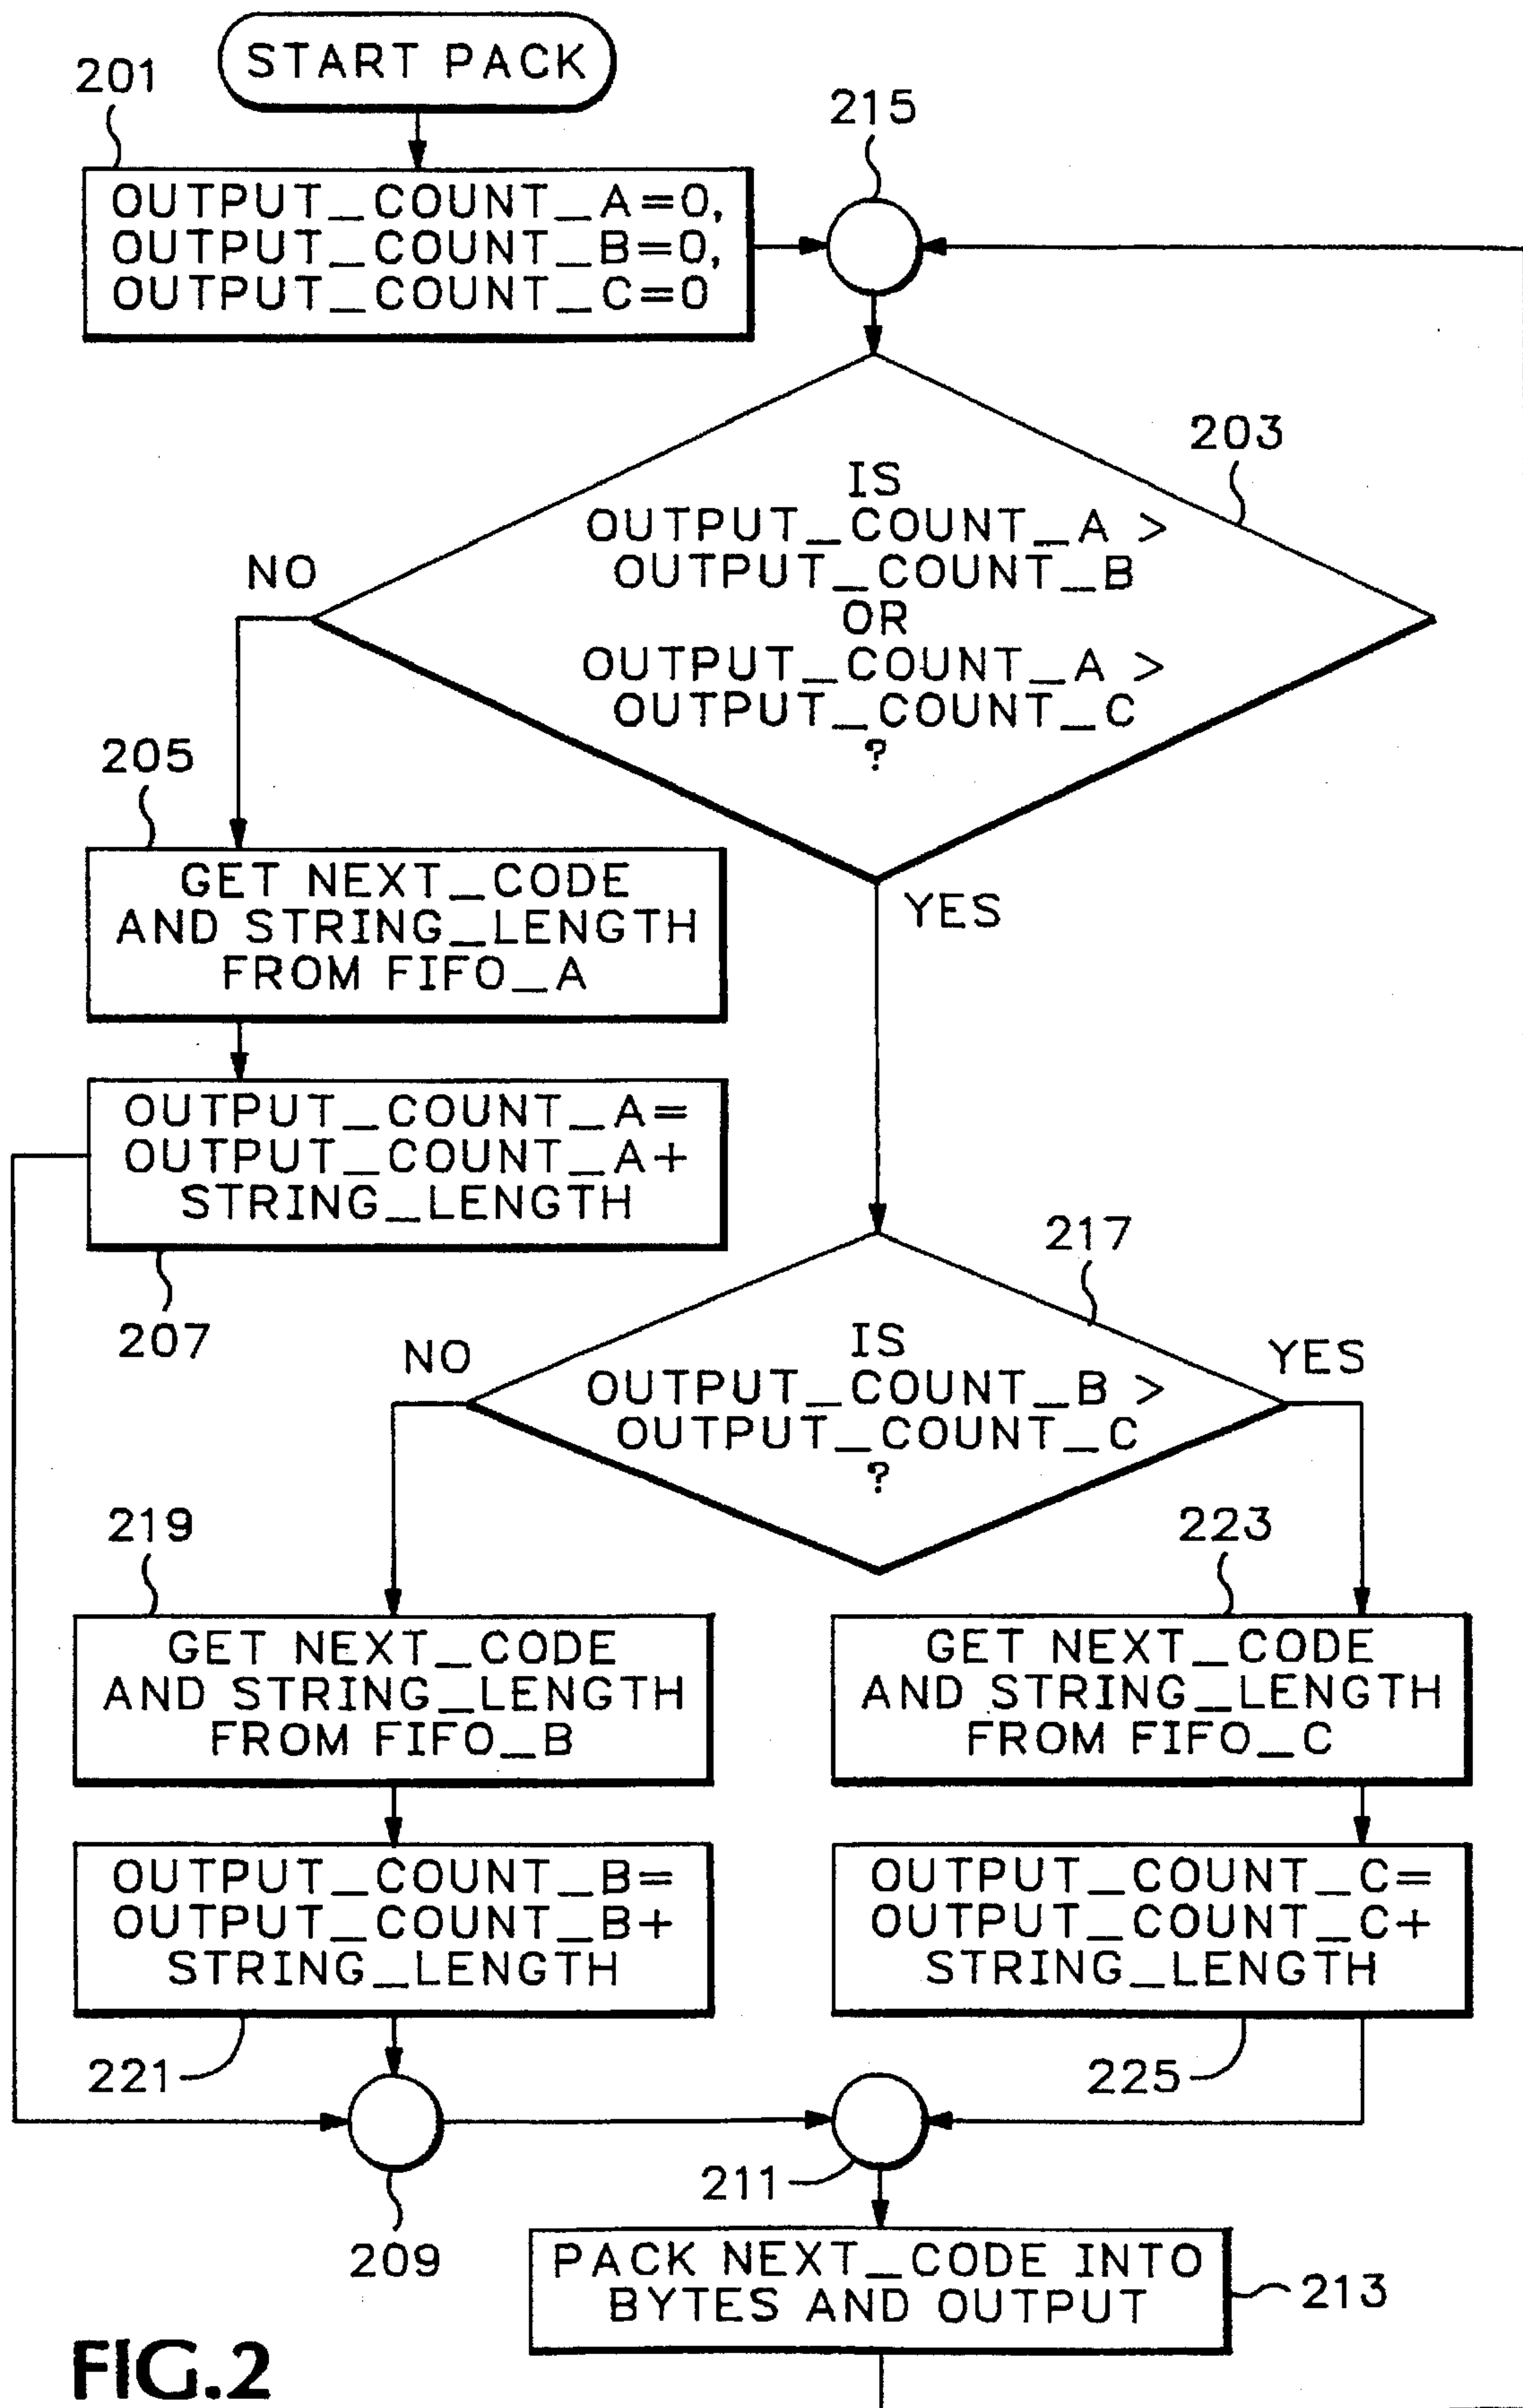 START PACK
201
215
OUTPUT_COUNT_A=0,
OUTPUT_COUNT_B=0,
OUTPUT_COUNT_C=0
203
IS
OUTPUT_COUNT_A >
OUTPUT_COUNT_B
OR
OUTPUT_COUNT_A >
OUTPUT_COUNT_C
?
NO
YES
205
GET NEXT_CODE
AND STRING_LENGTH
FROM FIFO_A
OUTPUT_COUNT_A=
OUTPUT_COUNT_A+
STRING_LENGTH
207
217
IS
OUTPUT_COUNT_B >
OUTPUT_COUNT_C
?
NO
YES
219
GET NEXT_CODE
AND STRING_LENGTH
FROM FIFO_B
223
GET NEXT_CODE
AND STRING_LENGTH
FROM FIFO_C
OUTPUT_COUNT_B=
OUTPUT_COUNT_B+
STRING_LENGTH
221
OUTPUT_COUNT_C=
OUTPUT_COUNT_C+
STRING_LENGTH
225
209
211
PACK NEXT_CODE INTO
BYTES AND OUTPUT
213
FIG.2